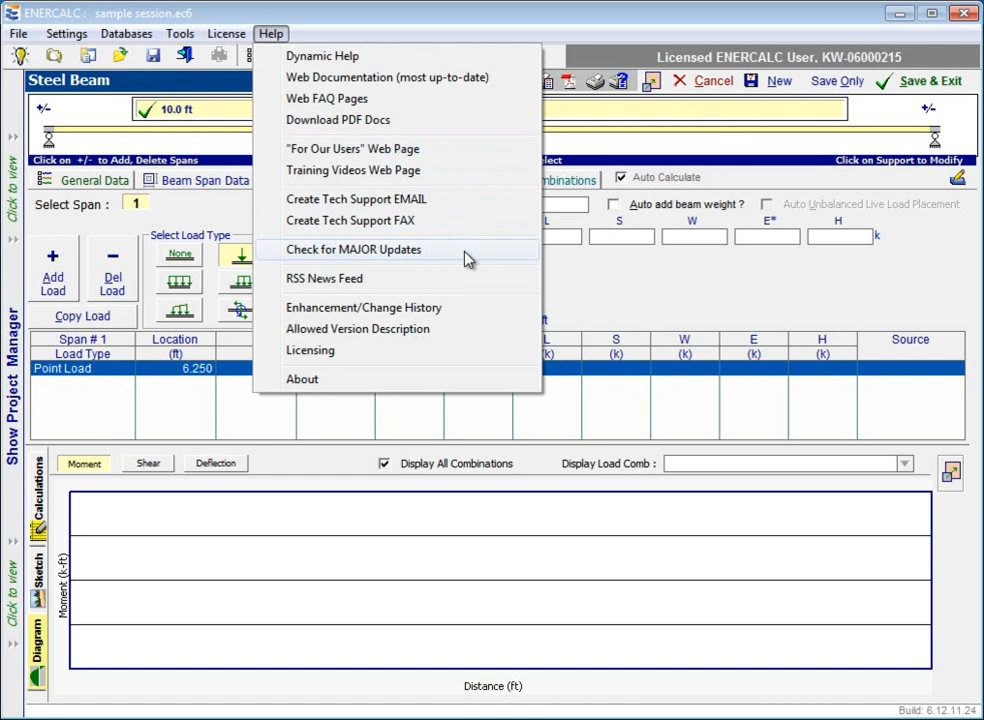 ENERCALC : sample session.ec6
File Settings Databases Tools License Help
Licensed ENERCALC User, KW-06000215
Steel Beam
Cancel New Save Only Save & Exit
+/- 10.0 ft +/-
Click on +/- to Add, Delete Spans
Click on Support to Modify
General Data Beam Span Data
Auto Calculate
Select Span : 1
Auto add beam weight ? Auto Unbalanced Live Load Placement
L S W E* H
k
Select Load Type
None
+ Add Load
- Del Load
Copy Load
Dynamic Help
Web Documentation (most up-to-date)
Web FAQ Pages
Download PDF Docs
"For Our Users" Web Page
Training Videos Web Page
Create Tech Support EMAIL
Create Tech Support FAX
Check for MAJOR Updates
RSS News Feed
Enhancement/Change History
Allowed Version Description
Licensing
About
Span # 1 Location L S W E H Source
Load Type (ft) (k) (k) (k) (k) (k)
Point Load 6.250
Moment Shear Deflection Display All Combinations Display Load Comb :
Moment (k-ft)
Distance (ft)
Click to view
Show Project Manager
Click to view
Calculations
Sketch
Diagram
Build: 6.12.11.24